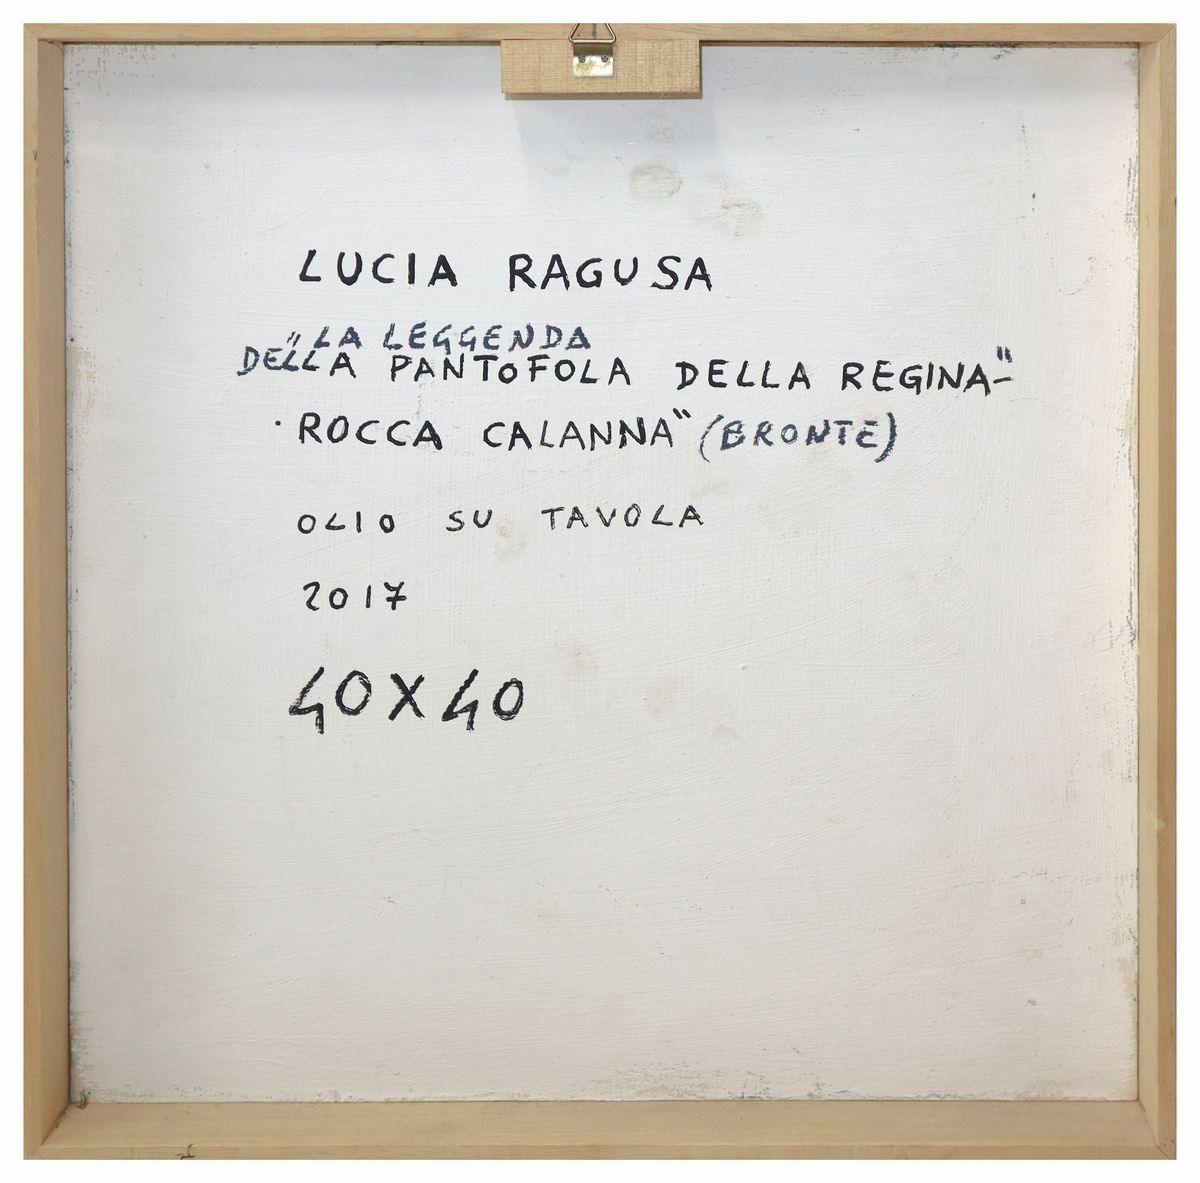 LUCIA RAGUSA
"LA LEGGENDA
DELLA PANTOFOLA DELLA REGINA"-
ROCCA CALANNA" (BRONTE)
OLIO SU TAVOLA
2017
40X40